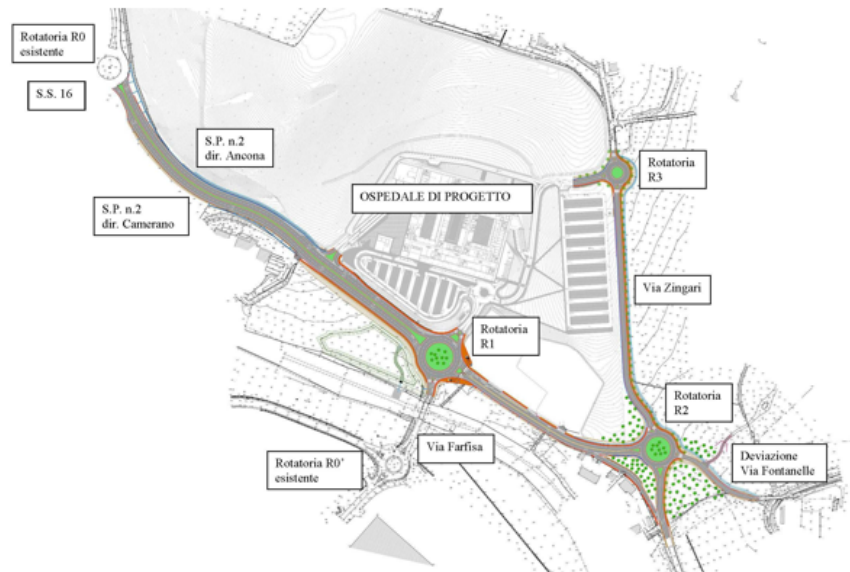 Rotatoria R0
esistente
S.S. 16
S.P. n.2
dir. Ancona
S.P. n.2
dir. Camerano
OSPEDALE DI PROGETTO
Rotatoria
R3
Via Zingari
Rotatoria
R1
Rotatoria
R2
Via Farfisa
Rotatoria R0'
esistente
Deviazione
Via Fontanelle